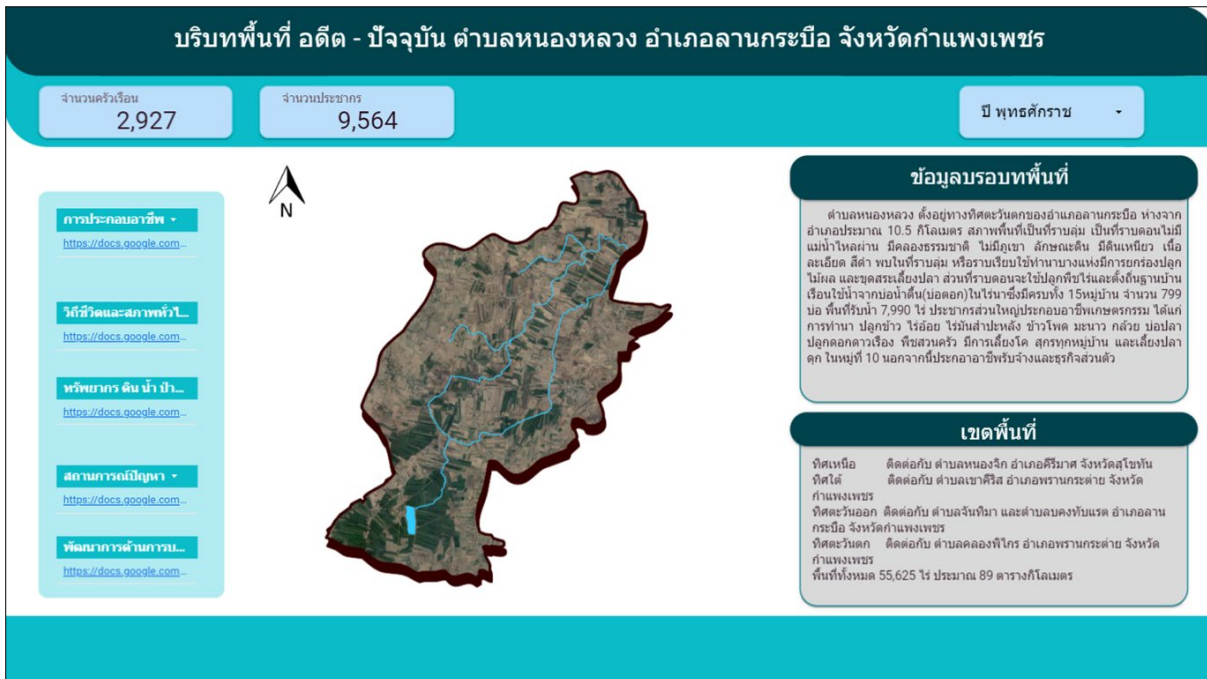 บริบทพื้นที่ อดีต - ปัจจุบัน ตำบลหนองหลวง อำเภอลานกระบือ จังหวัดกำแพงเพชร
จำนวนครัวเรือน
2,927
จำนวนประชากร
9,564
ปี พุทธศักราช
การประกอบอาชีพ
https://docs.google.com...
วิถีชีวิตและสภาพทั่วไ...
https://docs.google.com...
ทรัพยากร ดิน น้ำ ป่า...
https://docs.google.com...
สถานการณ์ปัญหา
https://docs.google.com...
พัฒนาการด้านการบ...
https://docs.google.com...
N
ข้อมูลบรอบทพื้นที่
ตำบลหนองหลวง ตั้งอยู่ทางทิศตะวันตกของอำเภอลานกระบือ ห่างจาก
อำเภอประมาณ 10.5 กิโลเมตร สภาพพื้นที่เป็นที่ราบลุ่ม เป็นที่ราบดอนไม่มี
แม่น้ำไหลผ่าน มีคลองธรรมชาติ ไม่มีภูเขา ลักษณะดิน มีดินเหนียว เนื้อ
ละเอียด สีดำ พบในที่ราบลุ่ม หรือราบเรียบใช้ทำนาบางแห่งมีการยกร่องปลูก
ไม้ผล และขุดสระเลี้ยงปลา ส่วนที่ราบดอนจะใช้ปลูกพืชไร่และตั้งถิ่นฐานบ้าน
เรือนใช้น้ำจากบ่อน้ำตื้น(บ่อตอก)ในไร่นาซึ่งมีครบทั้ง 15หมู่บ้าน จำนวน 799
บ่อ พื้นที่รับน้ำ 7,990 ไร่ ประชากรส่วนใหญ่ประกอบอาชีพเกษตรกรรม ได้แก่
การทำนา ปลูกข้าว ไร่อ้อย ไร่มันสำปะหลัง ข้าวโพด มะนาว กล้วย บ่อปลา
ปลูกดอกดาวเรือง พืชสวนครัว มีการเลี้ยงโค สุกรทุกหมู่บ้าน และเลี้ยงปลา
ดุก ในหมู่ที่ 10 นอกจากนี้ประกอาอาชีพรับจ้างและธุรกิจส่วนตัว
เขตพื้นที่
ทิศเหนือ ติดต่อกับ ตำบลหนองจิก อำเภอคีรีมาศ จังหวัดสุโขทัน
ทิศใต้ ติดต่อกับ ตำบลเขาคีริส อำเภอพรานกระต่าย จังหวัด
กำแพงเพชร
ทิศตะวันออก ติดต่อกับ ตำบลจันทิมา และตำบลบคงทับแรต อำเภอลาน
กระบือ จังหวัดกำแพงเพชร
ทิศตะวันตก ติดต่อกับ ตำบลคลองพิไกร อำเภอพรานกระต่าย จังหวัด
กำแพงเพชร
พื้นที่ทั้งหมด 55,625 ไร่ ประมาณ 89 ตารางกิโลเมตร